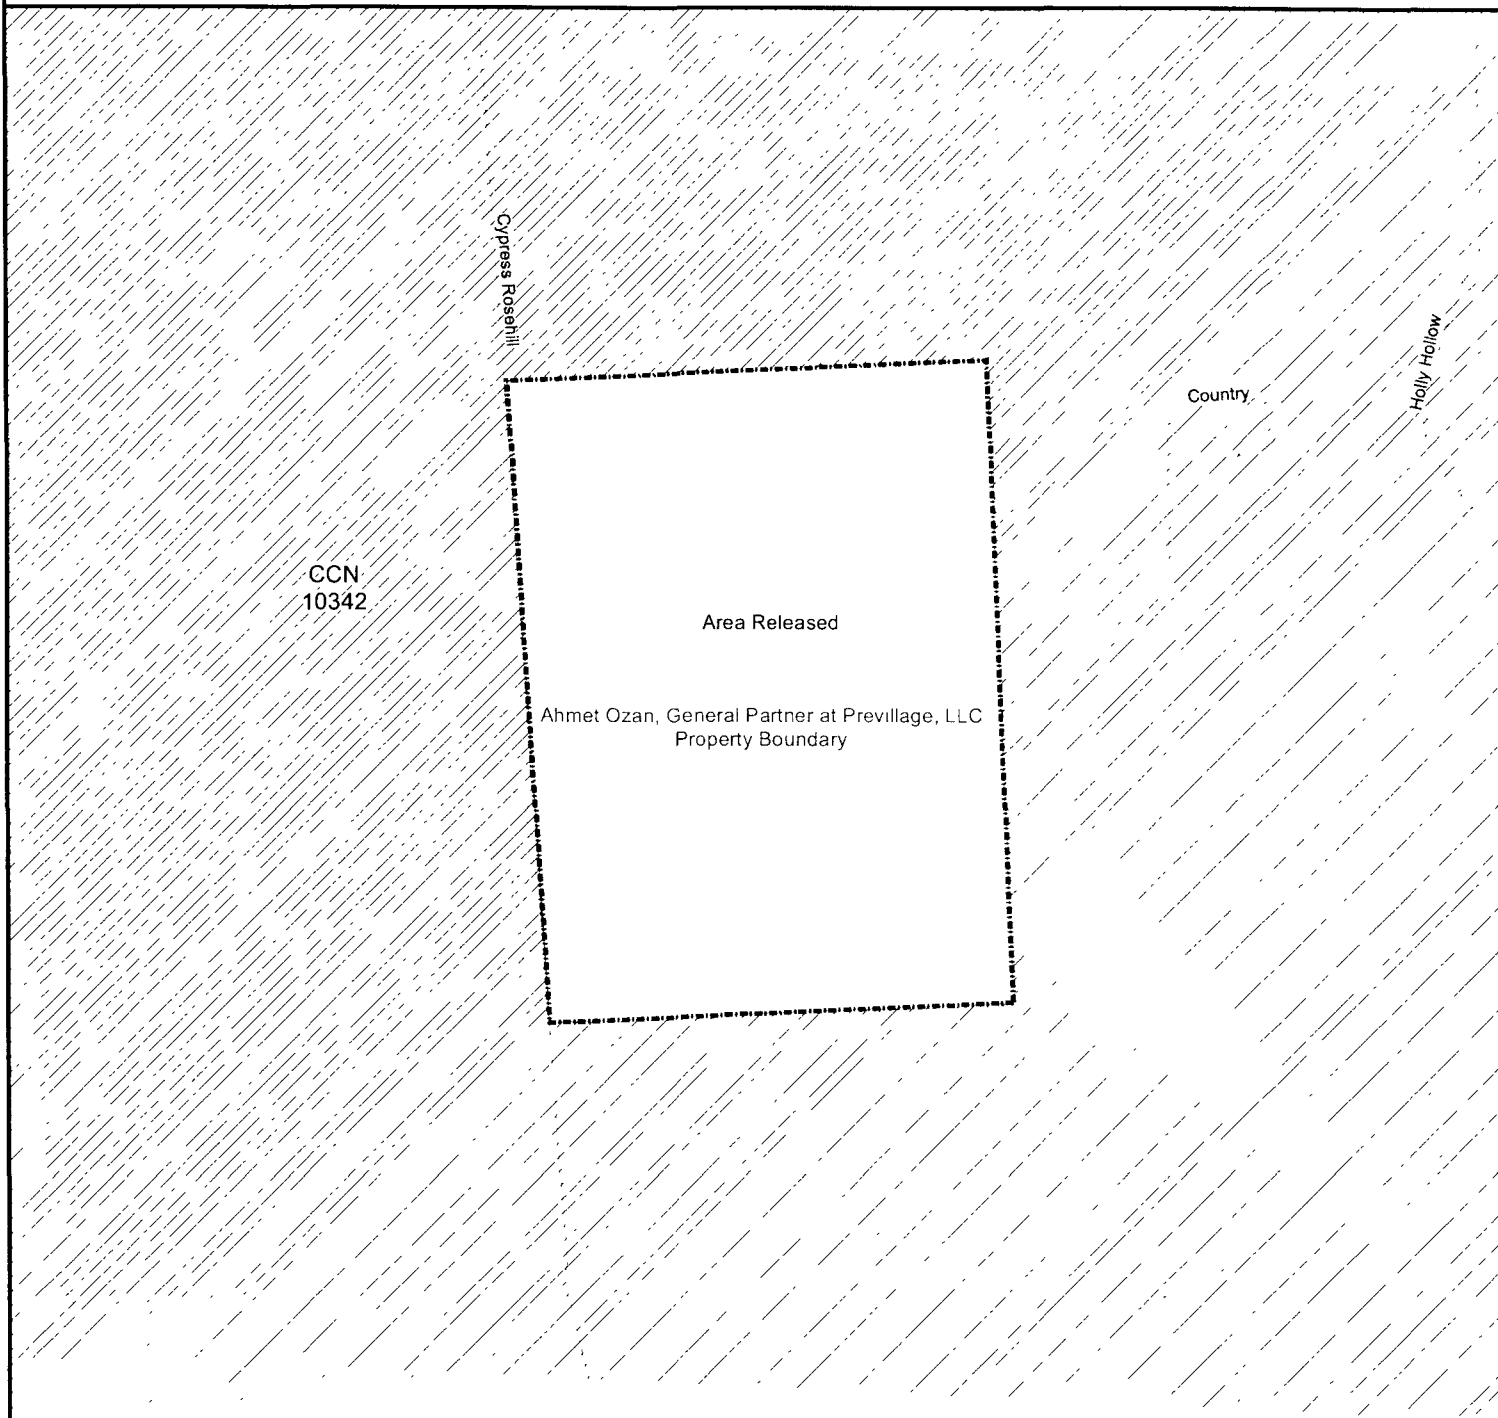 Cypress Rosehill
Holly Hollow
Country
CCN
10342
Area Released
Ahmet Ozan, General Partner at Previllage, LLC
Property Boundary